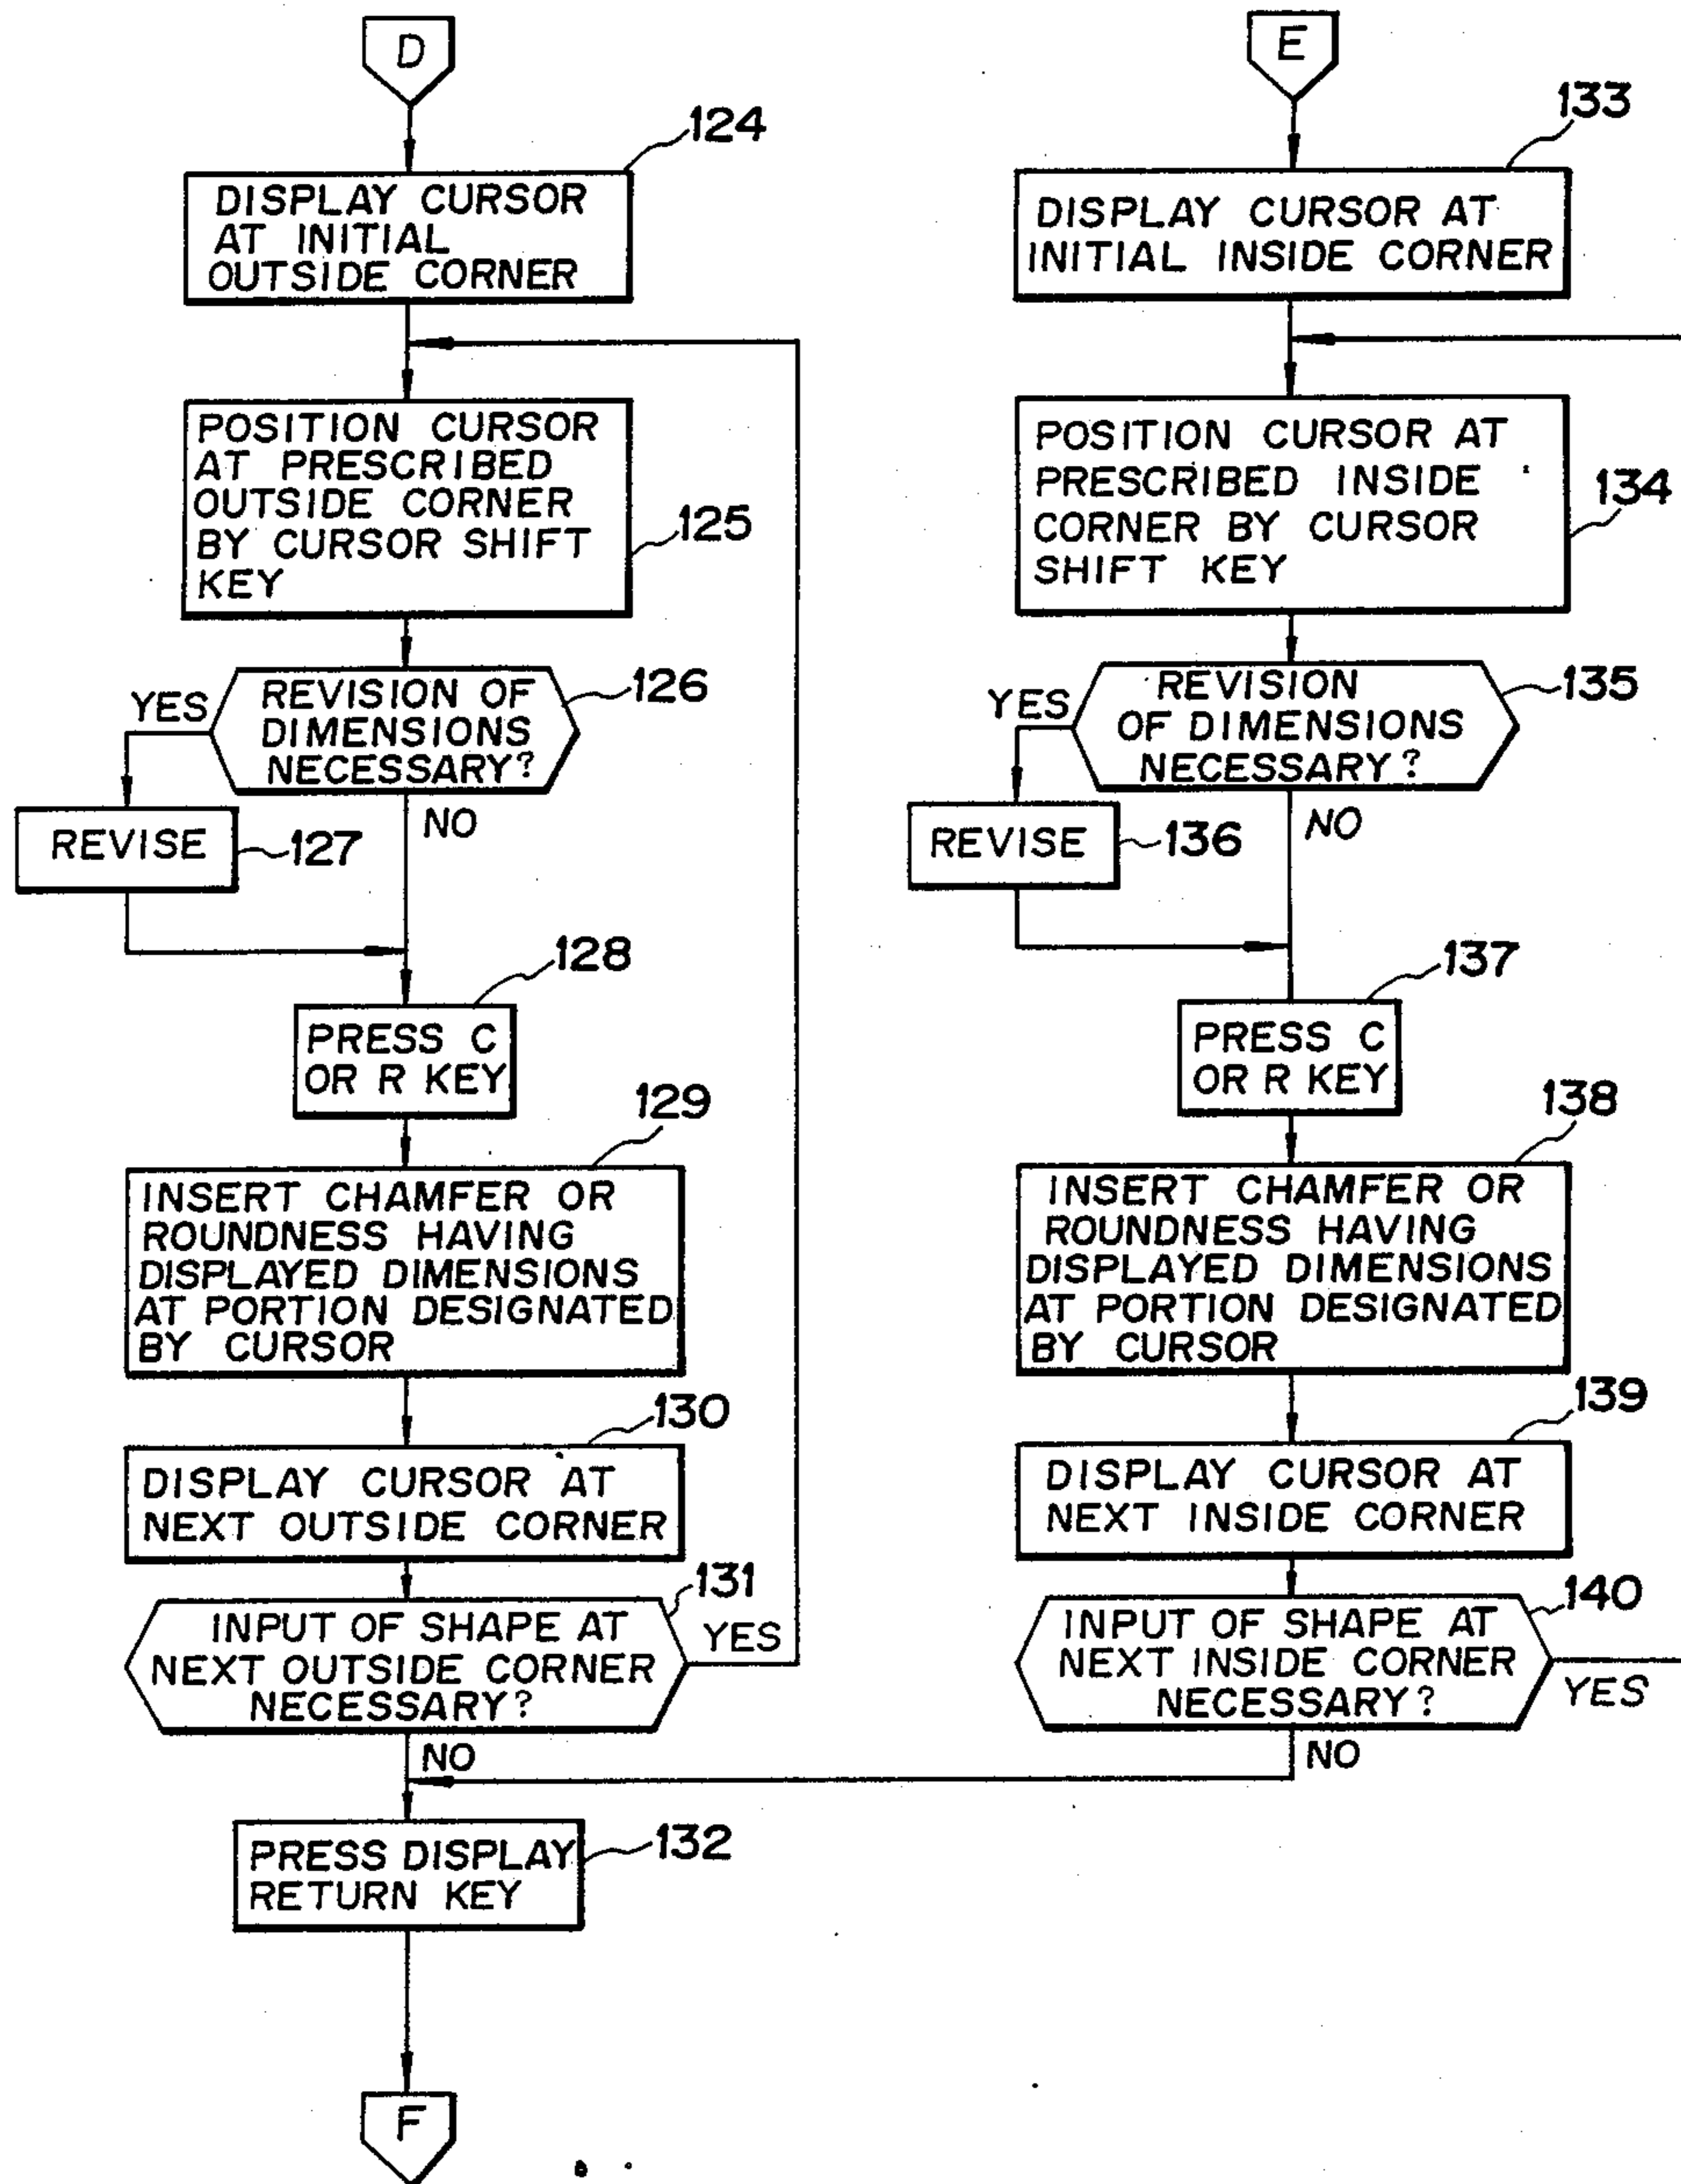 D
124
DISPLAY CURSOR
AT INITIAL
OUTSIDE CORNER
POSITION CURSOR
AT PRESCRIBED
OUTSIDE CORNER
BY CURSOR SHIFT
KEY
125
REVISION OF
DIMENSIONS
NECESSARY?
126
YES
NO
REVISE
127
128
PRESS C
OR R KEY
129
INSERT CHAMFER OR
ROUNDNESS HAVING
DISPLAYED DIMENSIONS
AT PORTION DESIGNATED
BY CURSOR
130
DISPLAY CURSOR AT
NEXT OUTSIDE CORNER
131
INPUT OF SHAPE AT
NEXT OUTSIDE CORNER
NECESSARY?
YES
NO
PRESS DISPLAY
RETURN KEY
132
F
E
133
DISPLAY CURSOR AT
INITIAL INSIDE CORNER
POSITION CURSOR AT
PRESCRIBED INSIDE
CORNER BY CURSOR
SHIFT KEY
134
REVISION
OF DIMENSIONS
NECESSARY?
135
YES
NO
REVISE
136
137
PRESS C
OR R KEY
138
INSERT CHAMFER OR
ROUNDNESS HAVING
DISPLAYED DIMENSIONS
AT PORTION DESIGNATED
BY CURSOR
139
DISPLAY CURSOR AT
NEXT INSIDE CORNER
140
INPUT OF SHAPE AT
NEXT INSIDE CORNER
NECESSARY?
YES
NO